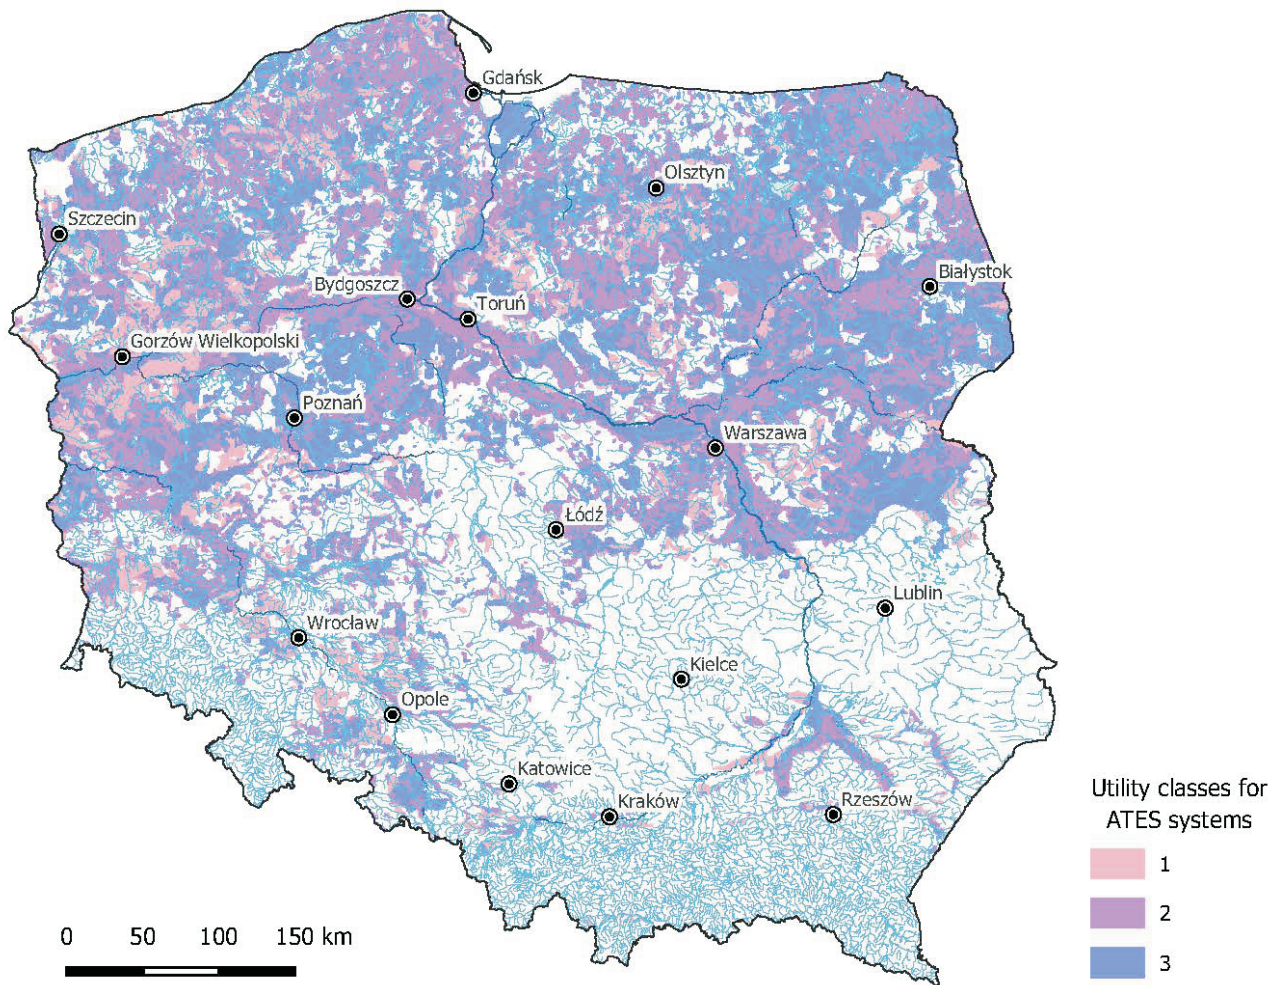 Gdańsk
Olsztyn
Szczecin
Białystok
Bydgoszcz
Toruń
Gorzów Wielkopolski
Poznań
Warszawa
Łódź
Lublin
Wrocław
Kielce
Opole
Katowice
Kraków
Rzeszów
Utility classes for
ATES systems
1
2
3
0 50 100 150 km